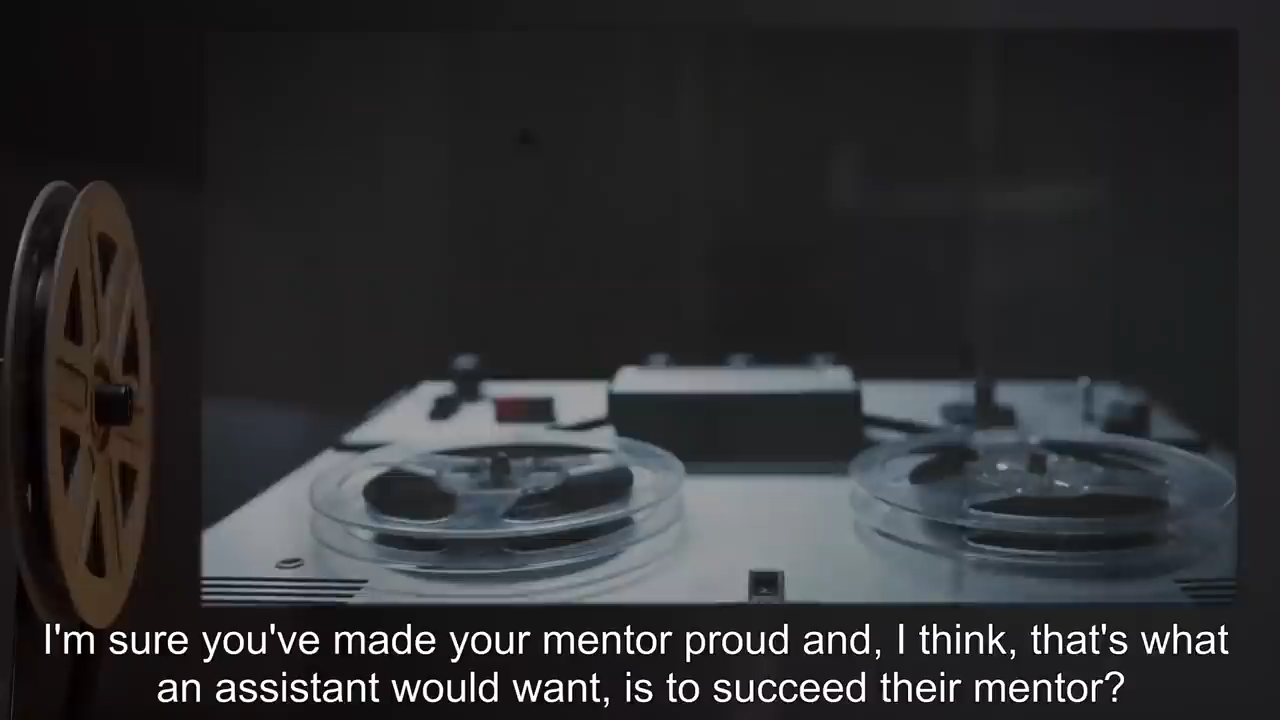 I'm sure you've made your mentor proud and, I think, that's what
an assistant would want, is to succeed their mentor?